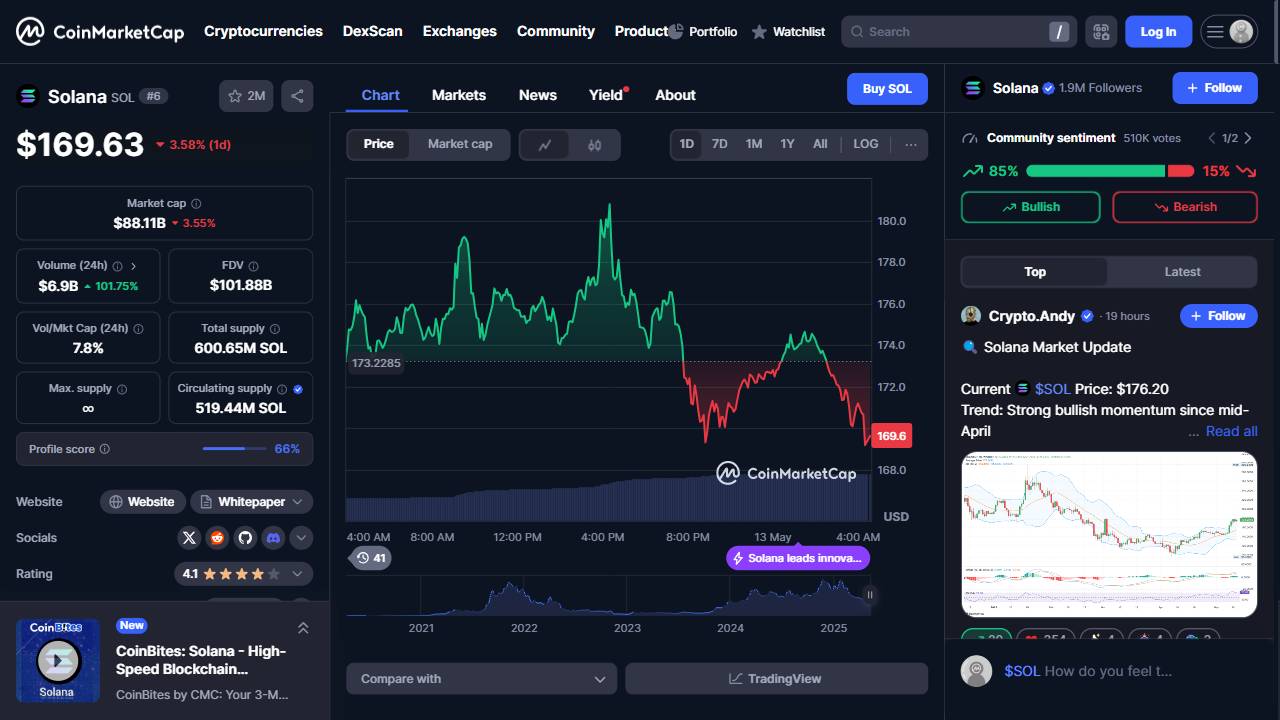 CoinMarketCap
Cryptocurrencies DexScan Exchanges Community Product
Portfolio Watchlist
Search /
Log In
Solana SOL #6
2M
$169.63 3.58% (1d)
Market cap
$88.11B 3.55%
Volume (24h)
$6.9B 101.75%
FDV
$101.88B
Vol/Mkt Cap (24h)
7.8%
Total supply
600.65M SOL
Max. supply
∞
Circulating supply
519.44M SOL
Profile score 66%
Website Website Whitepaper
Socials
Rating 4.1
CoinBites
Solana
New
CoinBites: Solana - High-
Speed Blockchain...
CoinBites by CMC: Your 3-M...
Chart Markets News Yield About
Buy SOL
Price Market cap
1D 7D 1M 1Y All LOG ...
180.0
178.0
176.0
174.0
173.2285
172.0
169.6
168.0
CoinMarketCap
USD
4:00 AM 8:00 AM 12:00 PM 4:00 PM 8:00 PM 13 May 4:00 AM
41
Solana leads innova...
2021 2022 2023 2024 2025
Compare with
TradingView
Solana 1.9M Followers
+ Follow
Community sentiment 510K votes 1/2
85% 15%
Bullish Bearish
Top Latest
Crypto.Andy · 19 hours
+ Follow
Solana Market Update
Current $SOL Price: $176.20
Trend: Strong bullish momentum since mid-
April ... Read all
$SOL How do you feel t...